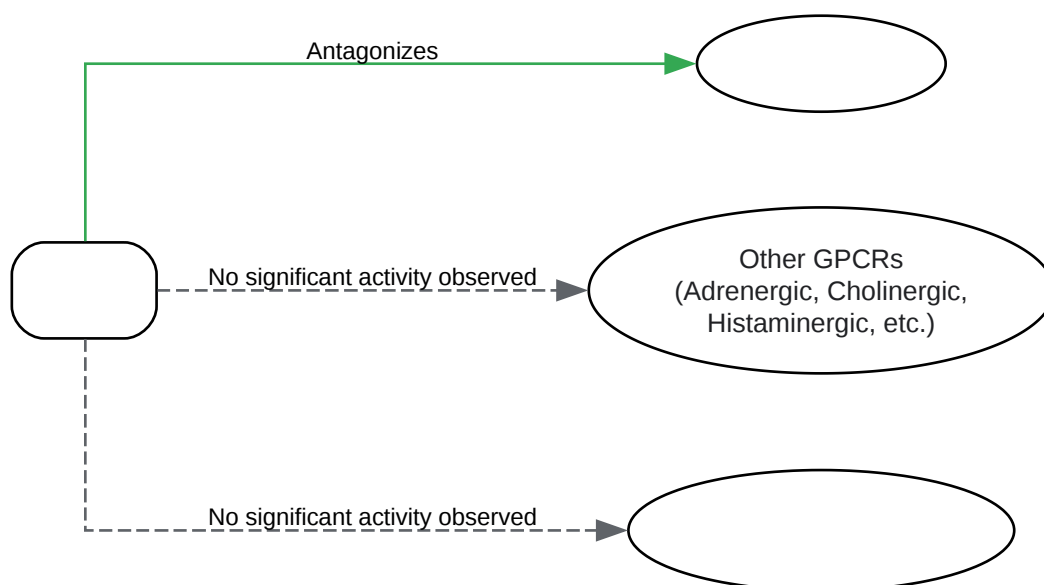 Antagonizes
No significant activity observed
Other GPCRs
(Adrenergic, Cholinergic,
Histaminergic, etc.)
No significant activity observed